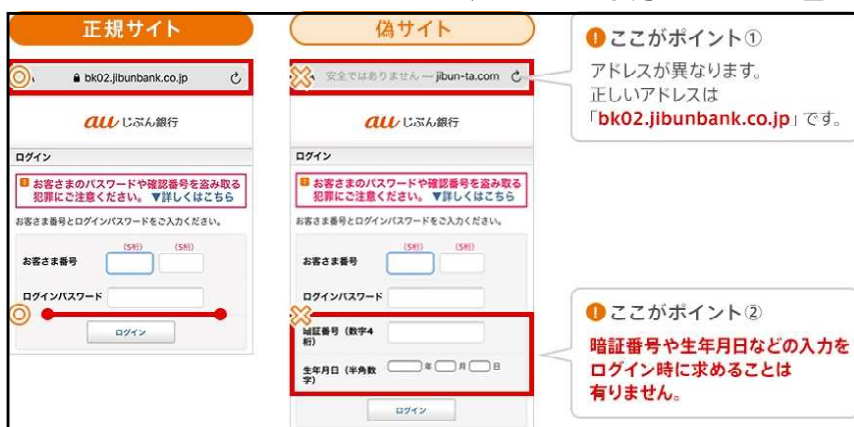 正規サイト
bk02.jibunbank.co.jp
au じぶん銀行
ログイン
お客さまのパスワードや確認番号を盗み取る
犯罪にご注意ください。 ▼詳しくはこちら
お客さま番号とログインパスワードをご入力ください。
(5桁) (5桁)
お客さま番号
ログインパスワード
ログイン
偽サイト
安全ではありません — jibun-ta.com
au じぶん銀行
ログイン
お客さまのパスワードや確認番号を盗み取る
犯罪にご注意ください。 ▼詳しくはこちら
お客さま番号とログインパスワードをご入力ください。
(5桁) (5桁)
お客さま番号
ログインパスワード
暗証番号（数字4
桁）
生年月日（半角数
字） 年 月 日
ログイン
ここがポイント①
アドレスが異なります。
正しいアドレスは
「bk02.jibunbank.co.jp」です。
ここがポイント②
暗証番号や生年月日などの入力を
ログイン時に求めることは
有りません。